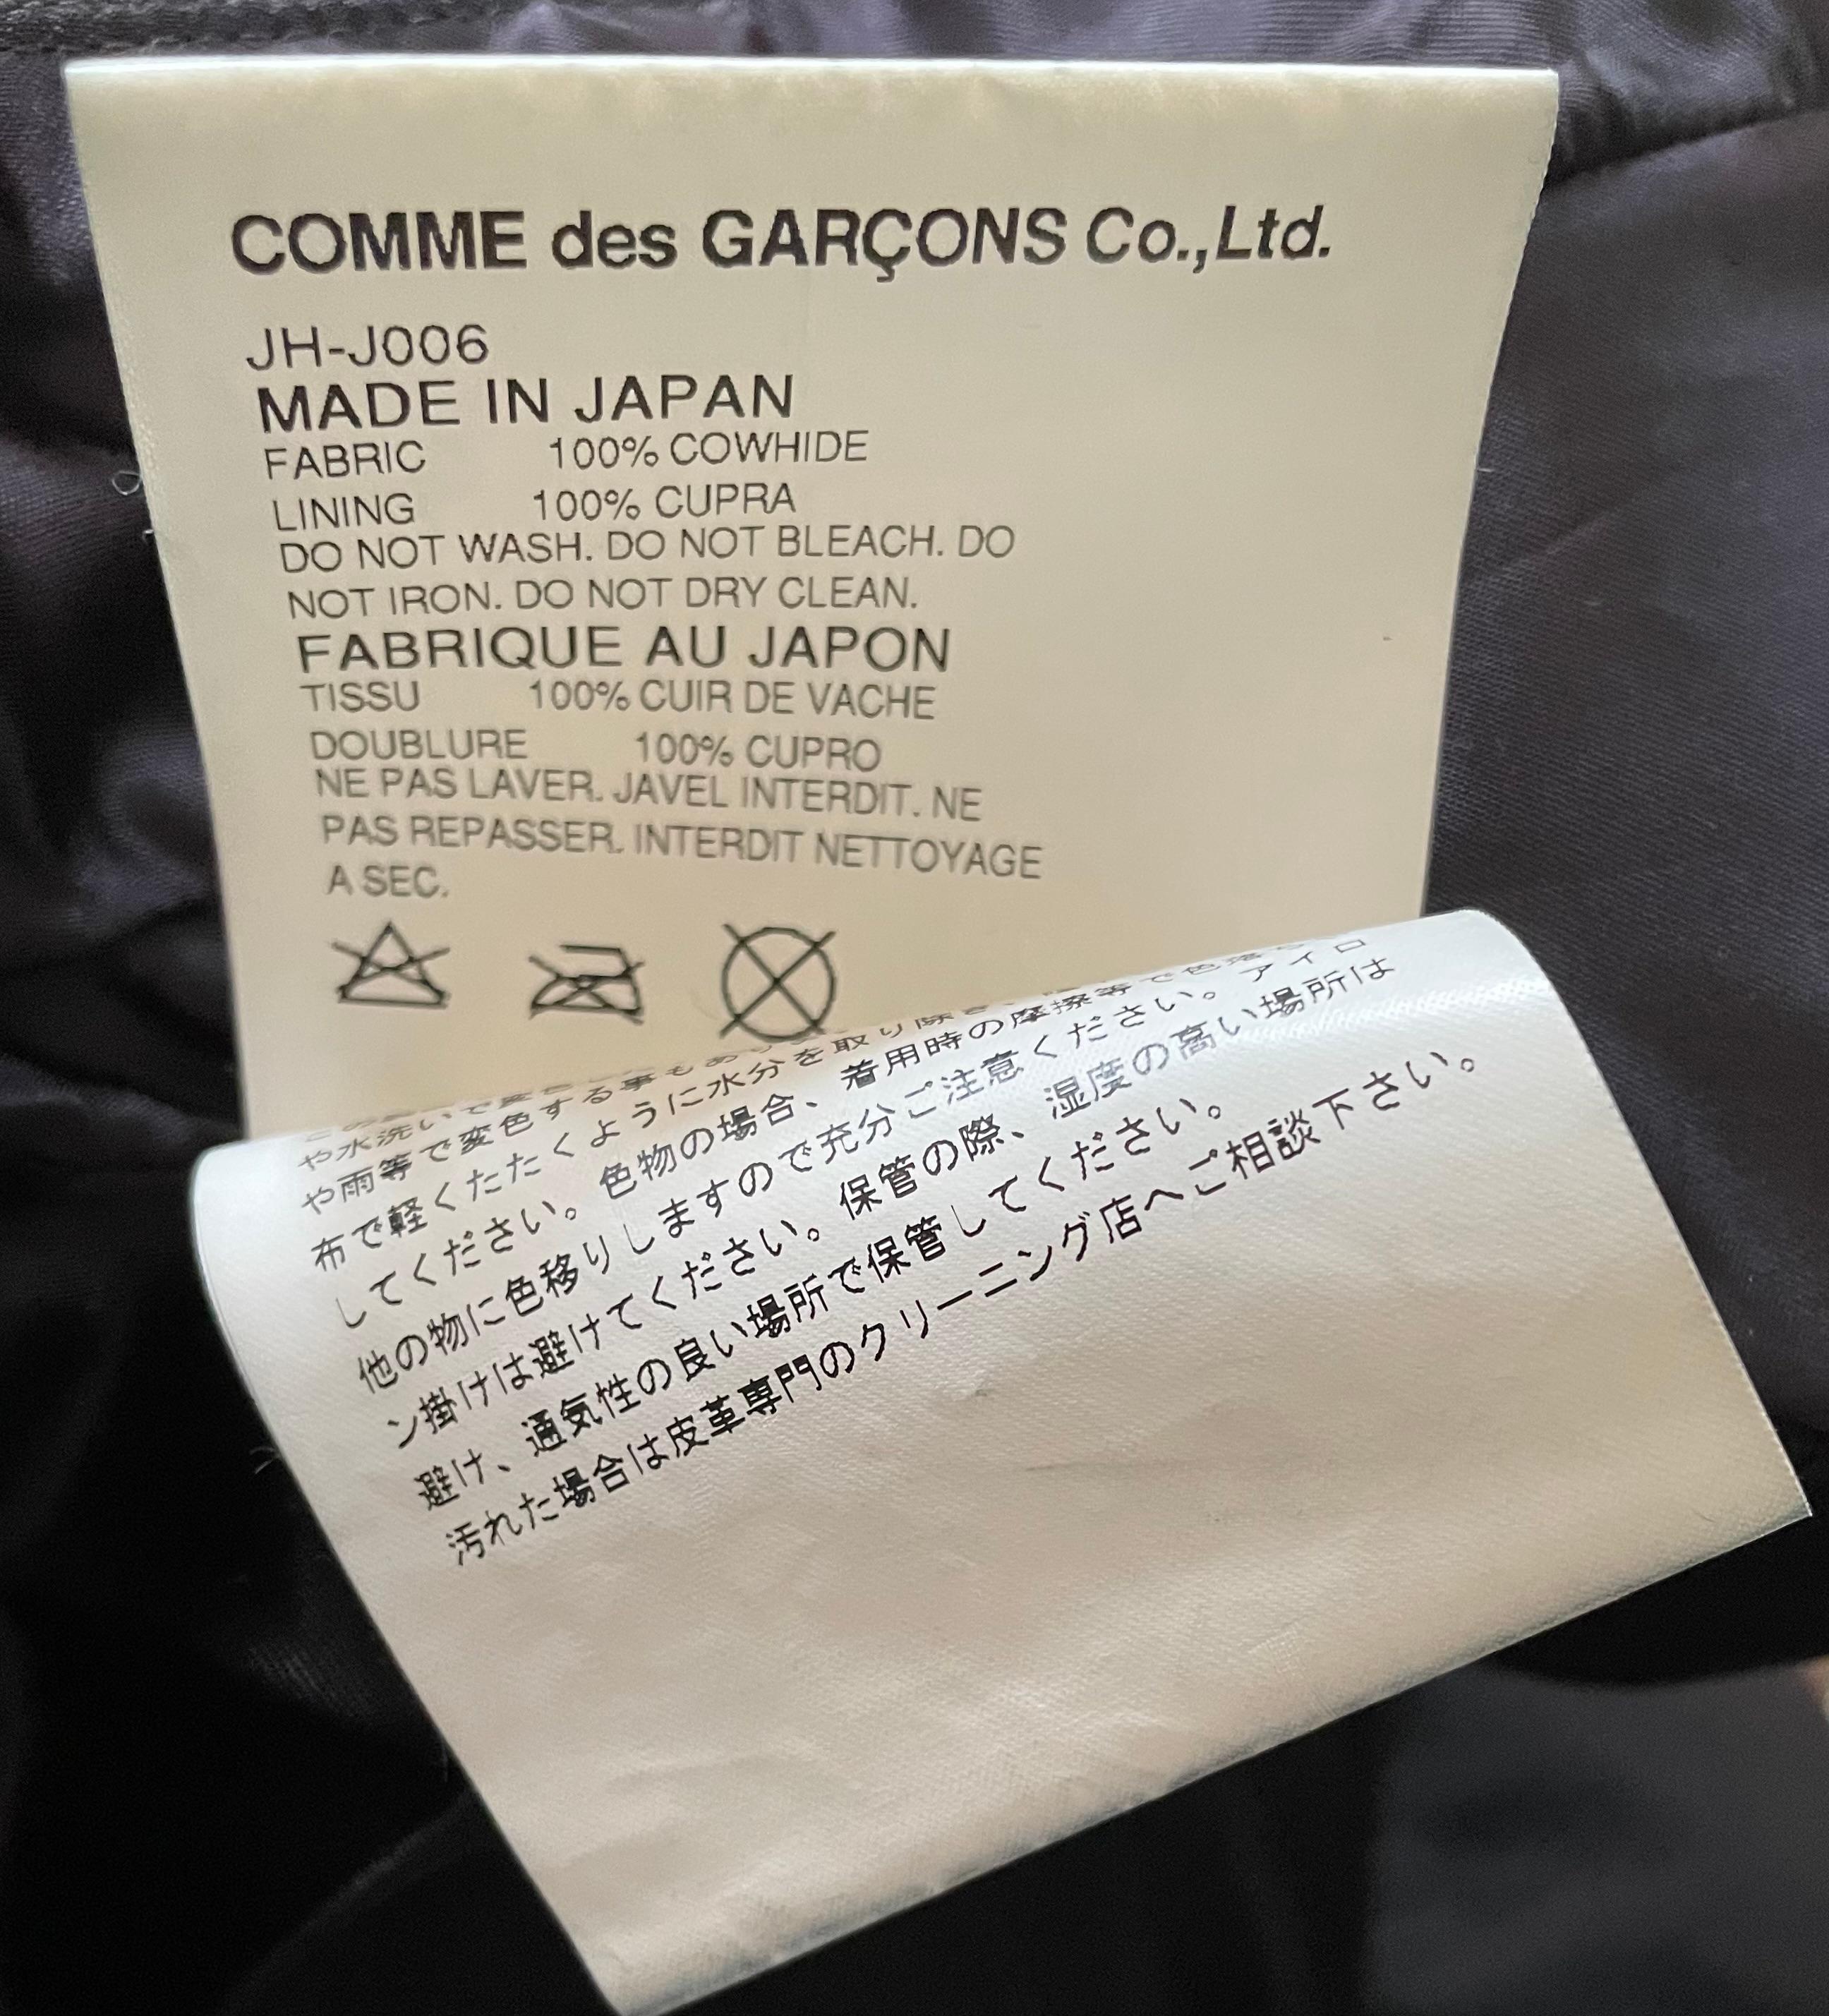 COMME des GARÇONS Co.,Ltd.
JH-J006
MADE IN JAPAN
FABRIC 100% COWHIDE
LINING 100% CUPRA
DO NOT WASH. DO NOT BLEACH. DO
NOT IRON. DO NOT DRY CLEAN.
FABRIQUE AU JAPON
TISSU 100% CUIR DE VACHE
DOUBLURE 100% CUPRO
NE PAS LAVER. JAVEL INTERDIT. NE
PAS REPASSER. INTERDIT NETTOYAGE
A SEC.
や水洗いで変色
や雨等で変色する事もあり
布で軽くたたくように水分を取り除き
してください。色物の場合、着用時の摩擦等で色落
他の物に色移りしますので充分ご注意ください。アイロ
ン掛けは避けてください。保管の際、湿度の高い場所は
避け、通気性の良い場所で保管してください。
汚れた場合は皮革専門のクリーニング店へご相談下さい。